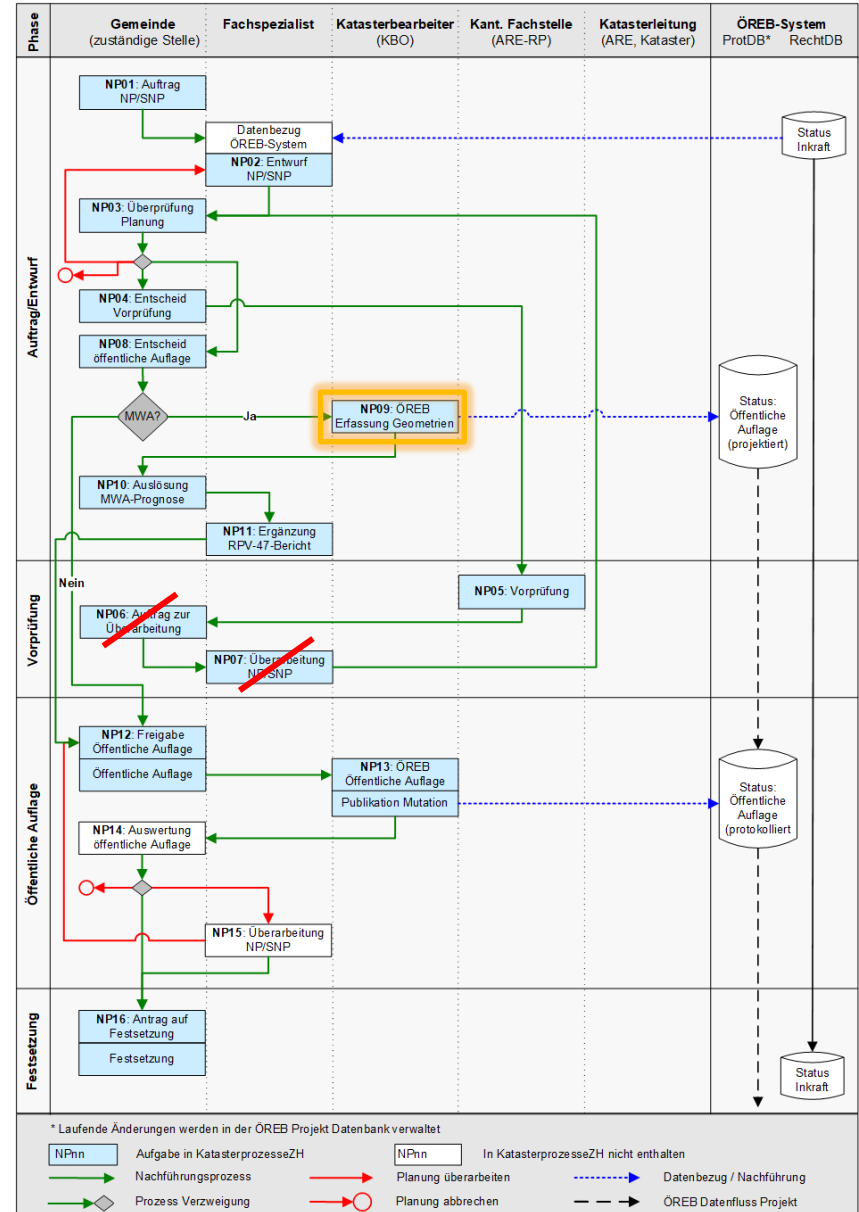 Phase
Gemeinde
(zuständige Stelle)
Fachspezialist
Katasterbearbeiter
(KBO)
Kant. Fachstelle
(ARE-RP)
Katasterleitung
(ARE, Kataster)
ÖREB-System
ProtDB* RechtDB
Auftrag/Entwurf
NP01: Auftrag
NP/SNP
Datenbezug
ÖREB-System
Status
Inkraft
NP02: Entwurf
NP/SNP
NP03: Überprüfung
Planung
NP04: Entscheid
Vorprüfung
NP08: Entscheid
öffentliche Auflage
MWA?
Ja
NP09: ÖREB
Erfassung Geometrien
Status:
Öffentliche
Auflage
(projektiert)
NP10: Auslösung
MWA-Prognose
NP11: Ergänzung
RPV-47-Bericht
Nein
Vorprüfung
NP05: Vorprüfung
NP06: Auftrag zur
Überarbeitung
NP07: Überarbeitung
NP/SNP
Öffentliche Auflage
NP12: Freigabe
Öffentliche Auflage
Öffentliche Auflage
NP13: ÖREB
Öffentliche Auflage
Publikation Mutation
Status:
Öffentliche
Auflage
(protokolliert
NP14: Auswertung
öffentliche Auflage
NP15: Überarbeitung
NP/SNP
Festsetzung
NP16: Antrag auf
Festsetzung
Festsetzung
Status
Inkraft
* Laufende Änderungen werden in der ÖREB Projekt Datenbank verwaltet
NPnn Aufgabe in KatasterprozesseZH NPnn In KatasterprozesseZH nicht enthalten
Nachführungsprozess Planung überarbeiten Datenbezug / Nachführung
Prozess Verzweigung Planung abbrechen ÖREB Datenfluss Projekt